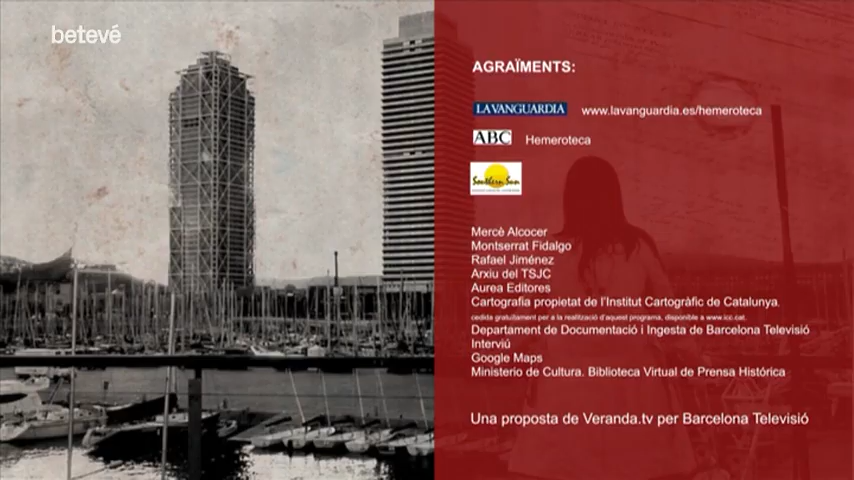 betevé
AGRAÏMENTS:
LA VANGUARDIA www.lavanguardia.es/hemeroteca
ABC Hemeroteca
Southern Sun
Mercè Alcocer
Montserrat Fidalgo
Rafael Jiménez
Arxiu del TSJC
Aurea Editores
Cartografia propietat de l'Institut Cartogràfic de Catalunya.
cedida gratuïtament per a la realització d'aquest programa, disponible a www.icc.cat.
Departament de Documentació i Ingesta de Barcelona Televisió
Interviú
Google Maps
Ministerio de Cultura. Biblioteca Virtual de Prensa Histórica
Una proposta de Veranda.tv per Barcelona Televisió